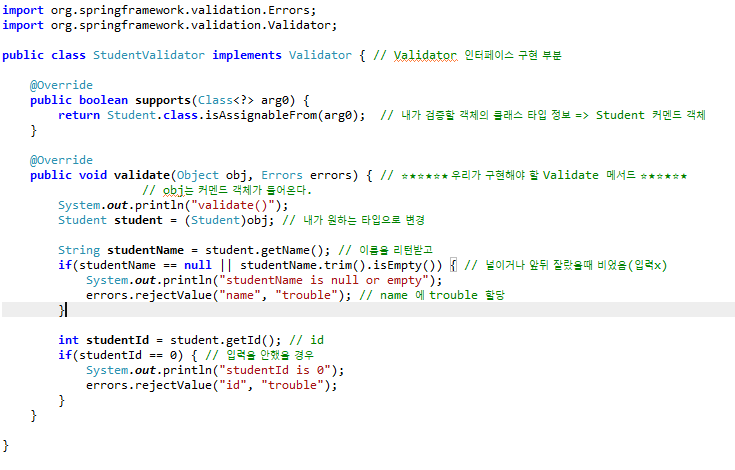 import org.springframework.validation.Errors;
import org.springframework.validation.Validator;
public class StudentValidator implements Validator { // Validator 인터페이스 구현 부분
@Override
public boolean supports(Class<?> arg0) {
return Student.class.isAssignableFrom(arg0);  // 내가 검증할 객체의 클래스 타입 정보 => Student 커멘드 객체
}
@Override
public void validate(Object obj, Errors errors) { // ☆★☆★☆★우리가 구현해야 할 Validate 메서드 ☆★☆★☆★
// obj는 커멘드 객체가 들어온다.
System.out.println("validate()");
Student student = (Student)obj; // 내가 원하는 타입으로 변경
String studentName = student.getName(); // 이름을 리턴받고
if(studentName == null || studentName.trim().isEmpty()) { // 널이거나 앞뒤 잘랐을때 비었음(입력x)
System.out.println("studentName is null or empty");
errors.rejectValue("name", "trouble"); // name 에 trouble 할당
}
int studentId = student.getId(); // id
if(studentId == 0) { // 입력을 안했을 경우
System.out.println("studentId is 0");
errors.rejectValue("id", "trouble");
}
}
}